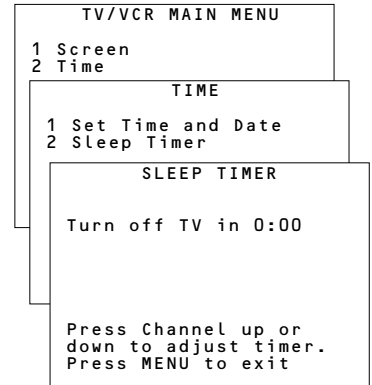 TV/VCR MAIN MENU
1 Screen
2 Time
TIME
1 Set Time and Date
2 Sleep Timer
SLEEP TIMER
Turn off TV in 0:00
Press Channel up or
down to adjust timer.
Press MENU to exit